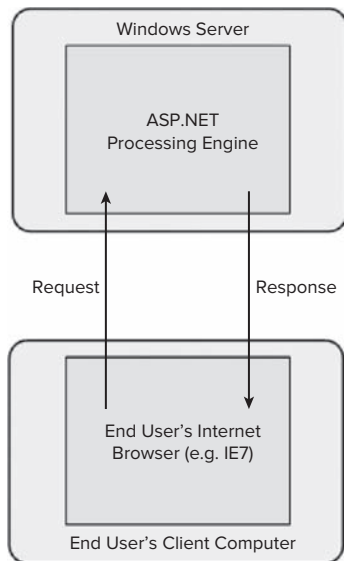 Windows Server
ASP.NET
Processing Engine
Request
Response
End User's Internet
Browser (e.g. IE7)
End User's Client Computer